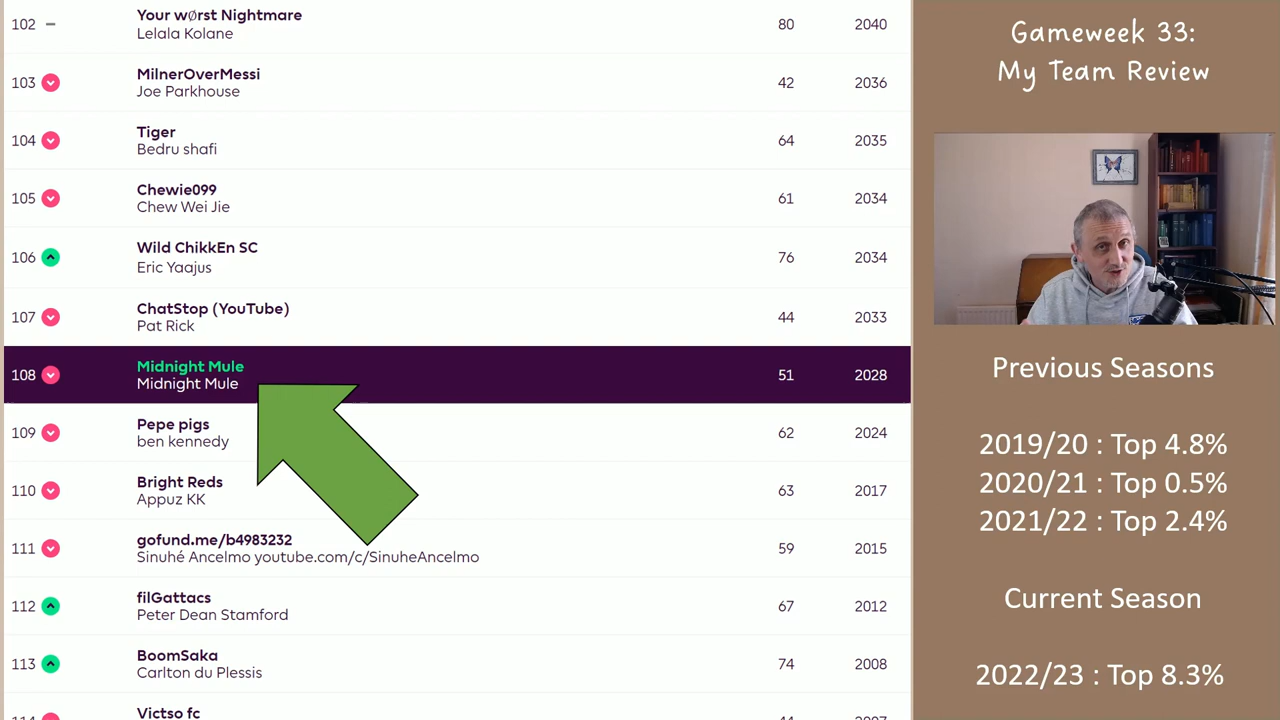 102 Your wørst Nightmare 80 2040
Lelala Kolane
103 MilnerOverMessi 42 2036
Joe Parkhouse
104 Tiger 64 2035
Bedru shafi
105 Chewie099 61 2034
Chew Wei Jie
106 Wild ChikkEn SC 76 2034
Eric Yaajus
107 ChatStop (YouTube) 44 2033
Pat Rick
108 Midnight Mule 51 2028
Midnight Mule
109 Pepe pigs 62 2024
ben kennedy
110 Bright Reds 63 2017
Appuz KK
111 gofund.me/b4983232 59 2015
Sinuhé Ancelmo youtube.com/c/SinuheAncelmo
112 filGattacs 67 2012
Peter Dean Stamford
113 BoomSaka 74 2008
Carlton du Plessis
Victso fc
Gameweek 33:
My Team Review
Previous Seasons
2019/20 : Top 4.8%
2020/21 : Top 0.5%
2021/22 : Top 2.4%
Current Season
2022/23 : Top 8.3%